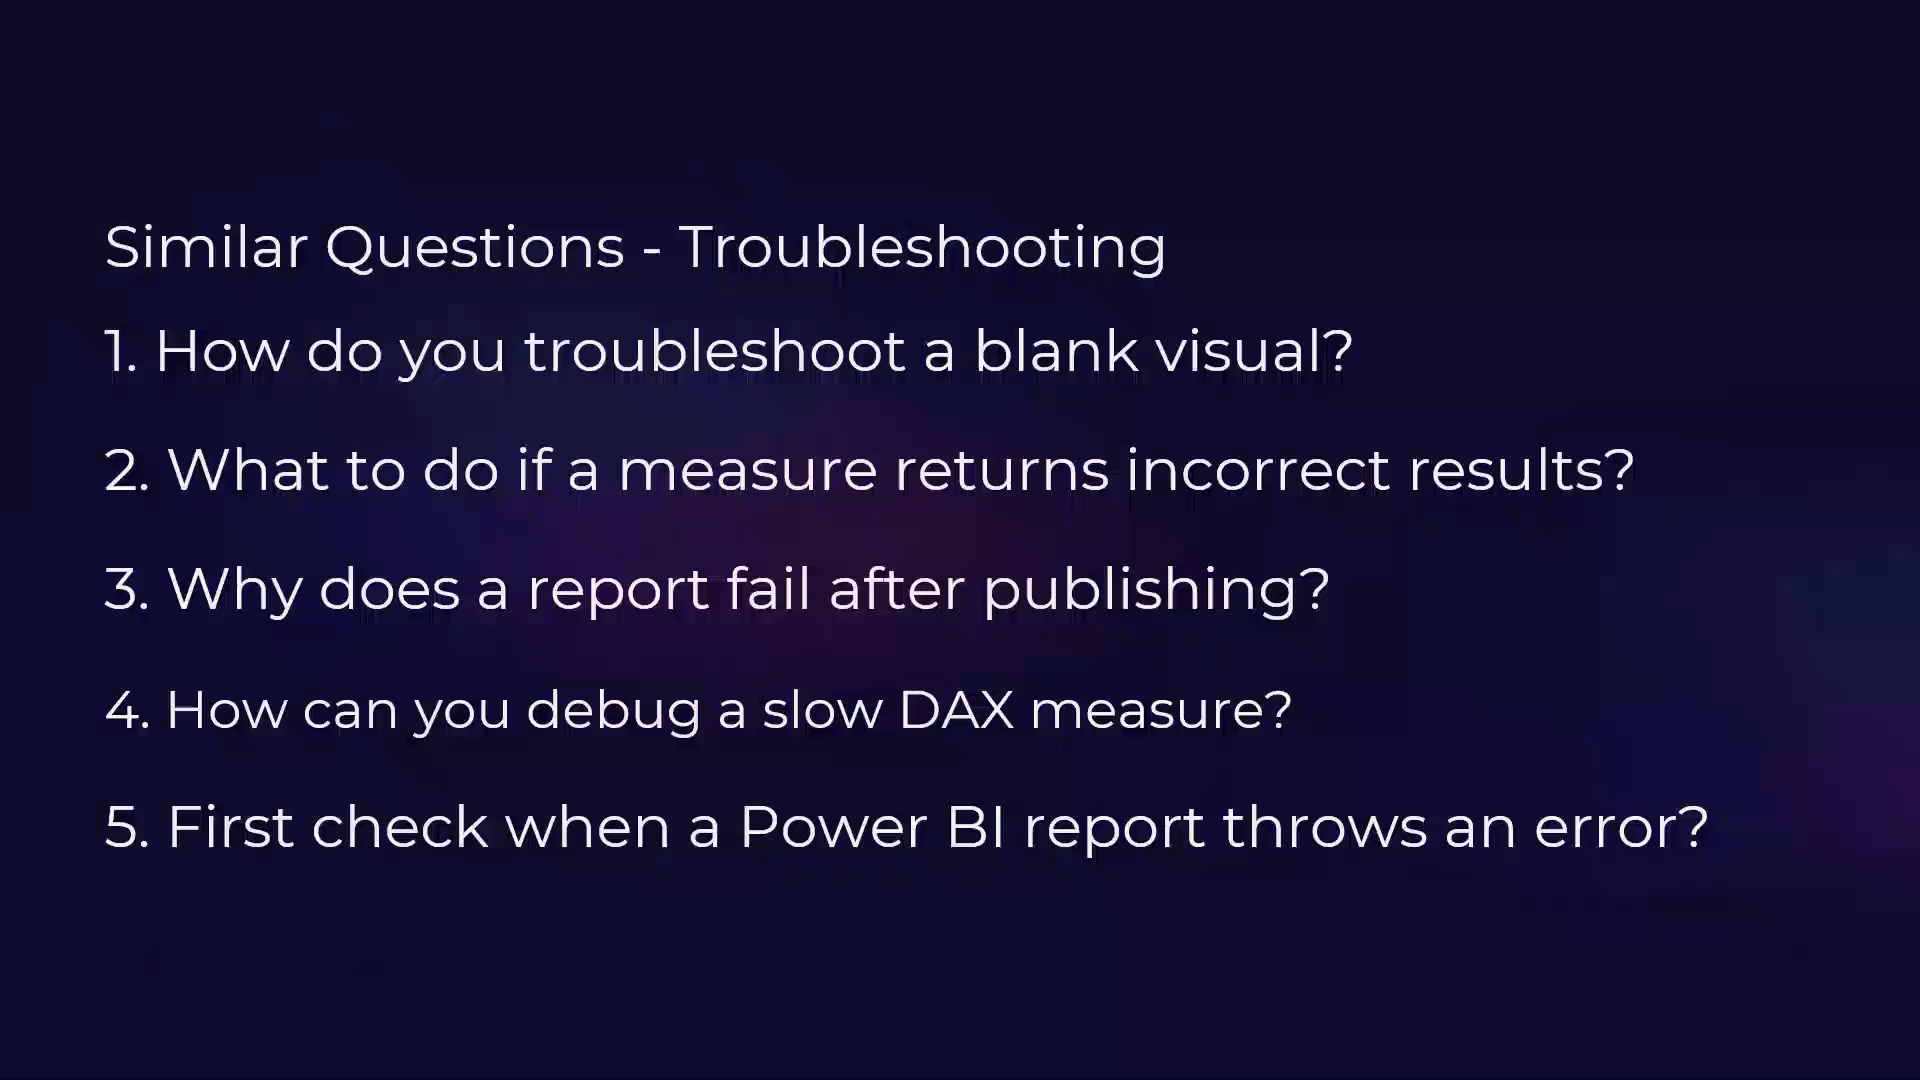 Similar Questions - Troubleshooting
1. How do you troubleshoot a blank visual?
2. What to do if a measure returns incorrect results?
3. Why does a report fail after publishing?
4. How can you debug a slow DAX measure?
5. First check when a Power BI report throws an error?